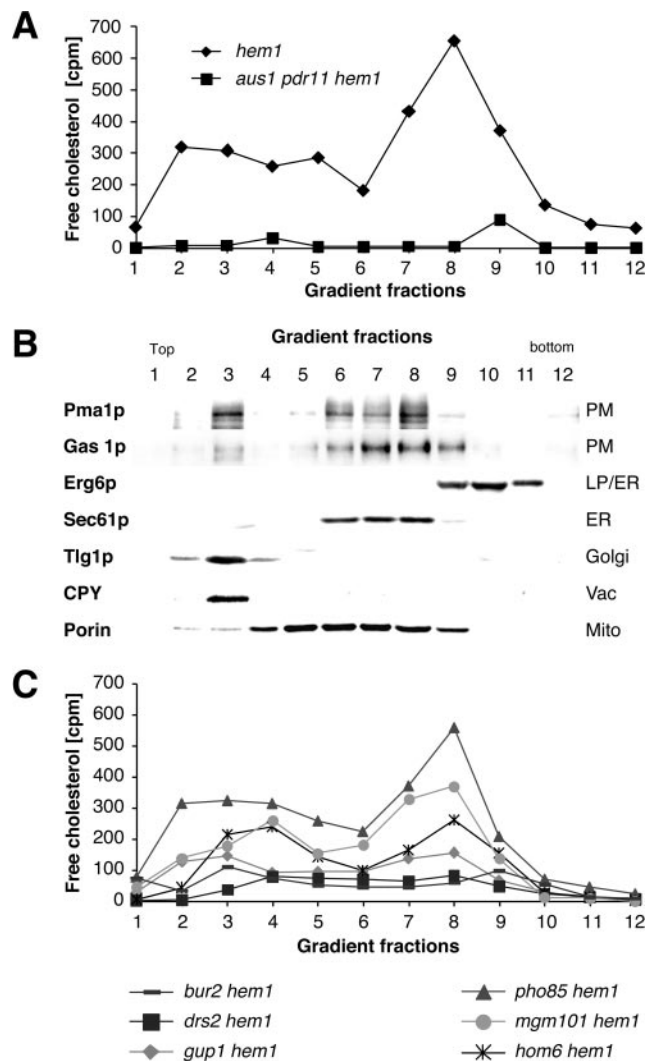 A
Free cholesterol [cpm]
700
600
500
400
300
200
100
0
hem1
aus1 pdr11 hem1
1 2 3 4 5 6 7 8 9 10 11 12
Gradient fractions
B
Gradient fractions
Top bottom
1 2 3 4 5 6 7 8 9 10 11 12
Pma1p PM
Gas 1p PM
Erg6p LP/ER
Sec61p ER
Tlg1p Golgi
CPY Vac
Porin Mito
C
Free cholesterol [cpm]
700
600
500
400
300
200
100
0
1 2 3 4 5 6 7 8 9 10 11 12
Gradient fractions
bur2 hem1 pho85 hem1
drs2 hem1 mgm101 hem1
gup1 hem1 hom6 hem1